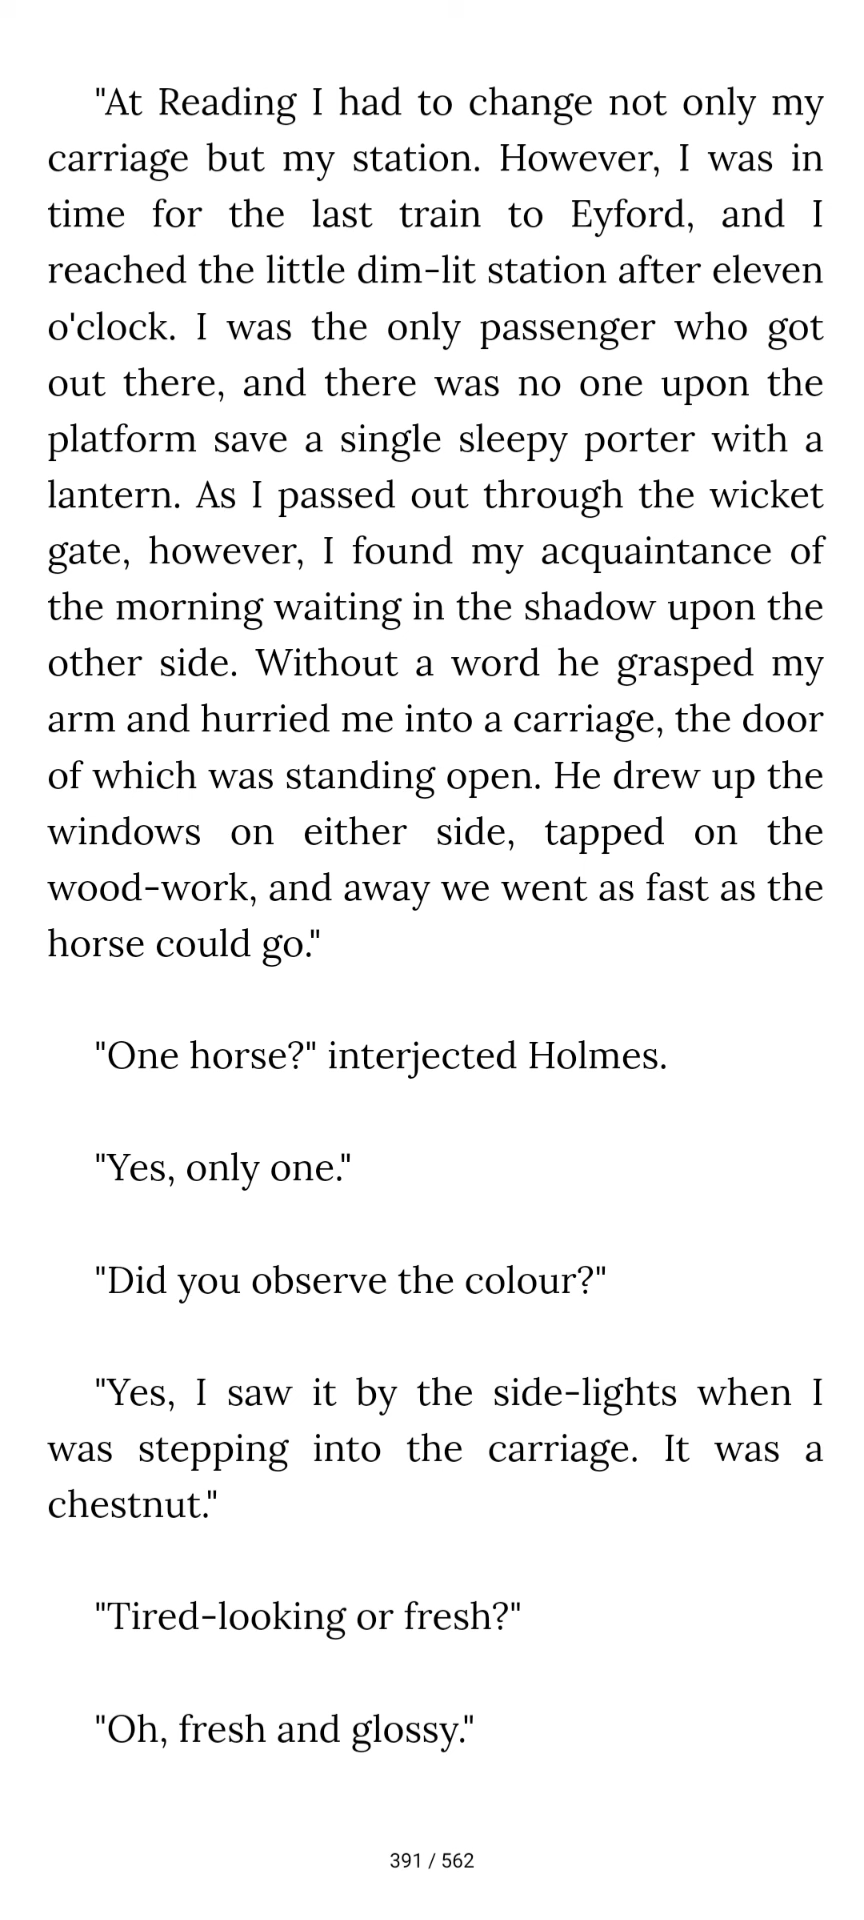 "At Reading I had to change not only my
carriage but my station. However, I was in
time for the last train to Eyford, and I
reached the little dim-lit station after eleven
o'clock. I was the only passenger who got
out there, and there was no one upon the
platform save a single sleepy porter with a
lantern. As I passed out through the wicket
gate, however, I found my acquaintance of
the morning waiting in the shadow upon the
other side. Without a word he grasped my
arm and hurried me into a carriage, the door
of which was standing open. He drew up the
windows on either side, tapped on the
wood-work, and away we went as fast as the
horse could go."
"One horse?" interjected Holmes.
"Yes, only one."
"Did you observe the colour?"
"Yes, I saw it by the side-lights when I
was stepping into the carriage. It was a
chestnut."
"Tired-looking or fresh?"
"Oh, fresh and glossy."
391 / 562